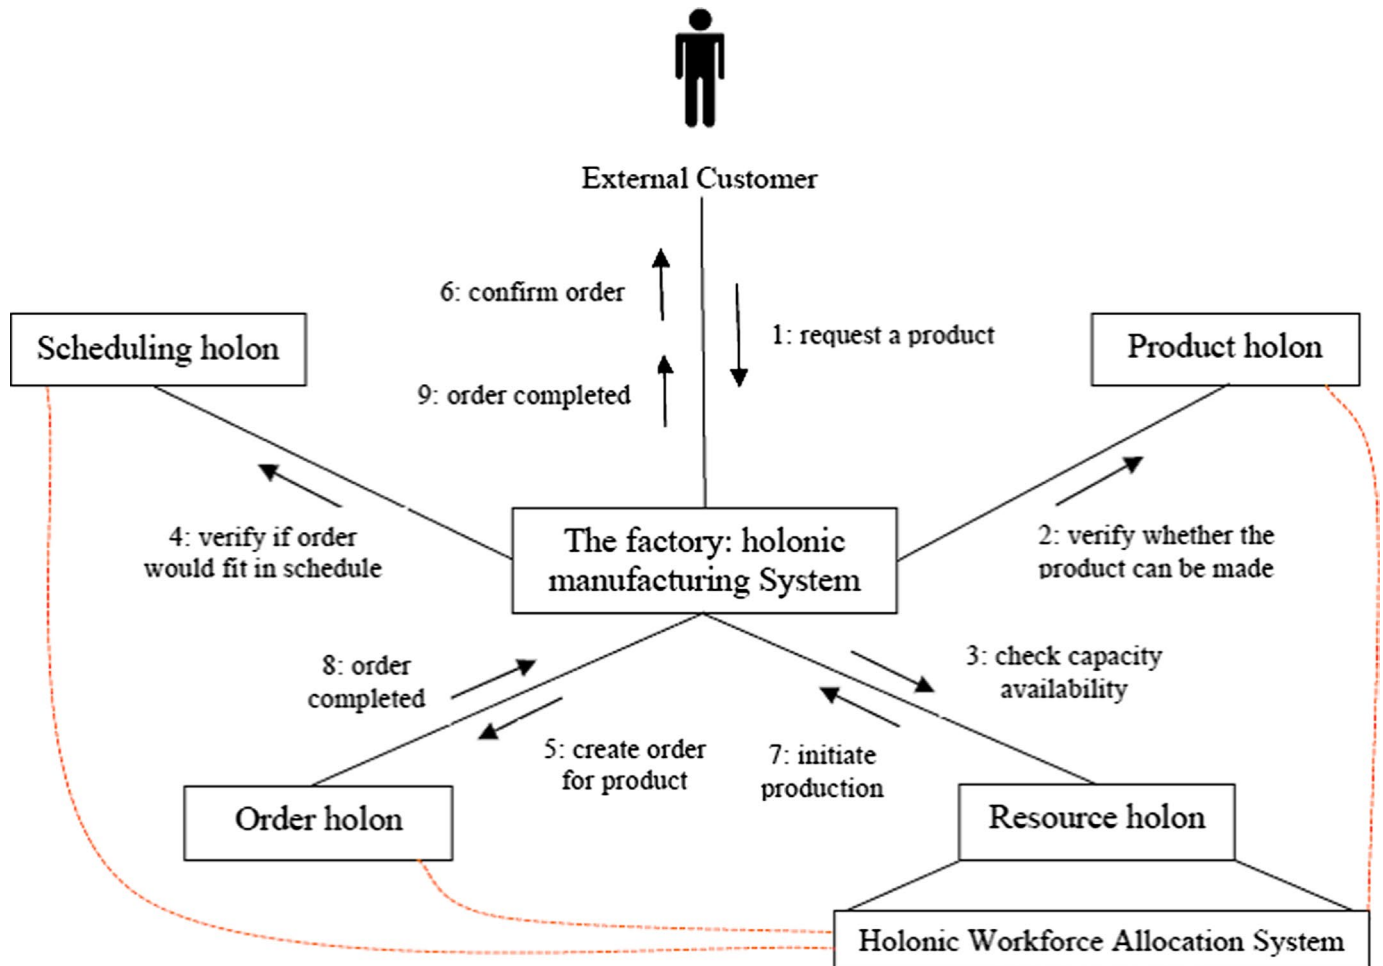 External Customer
6: confirm order
1: request a product
Scheduling holon
Product holon
9: order completed
4: verify if order
would fit in schedule
The factory: holonic
manufacturing System
2: verify whether the
product can be made
8: order
completed
3: check capacity
availability
5: create order
for product
7: initiate
production
Order holon
Resource holon
Holonic Workforce Allocation System